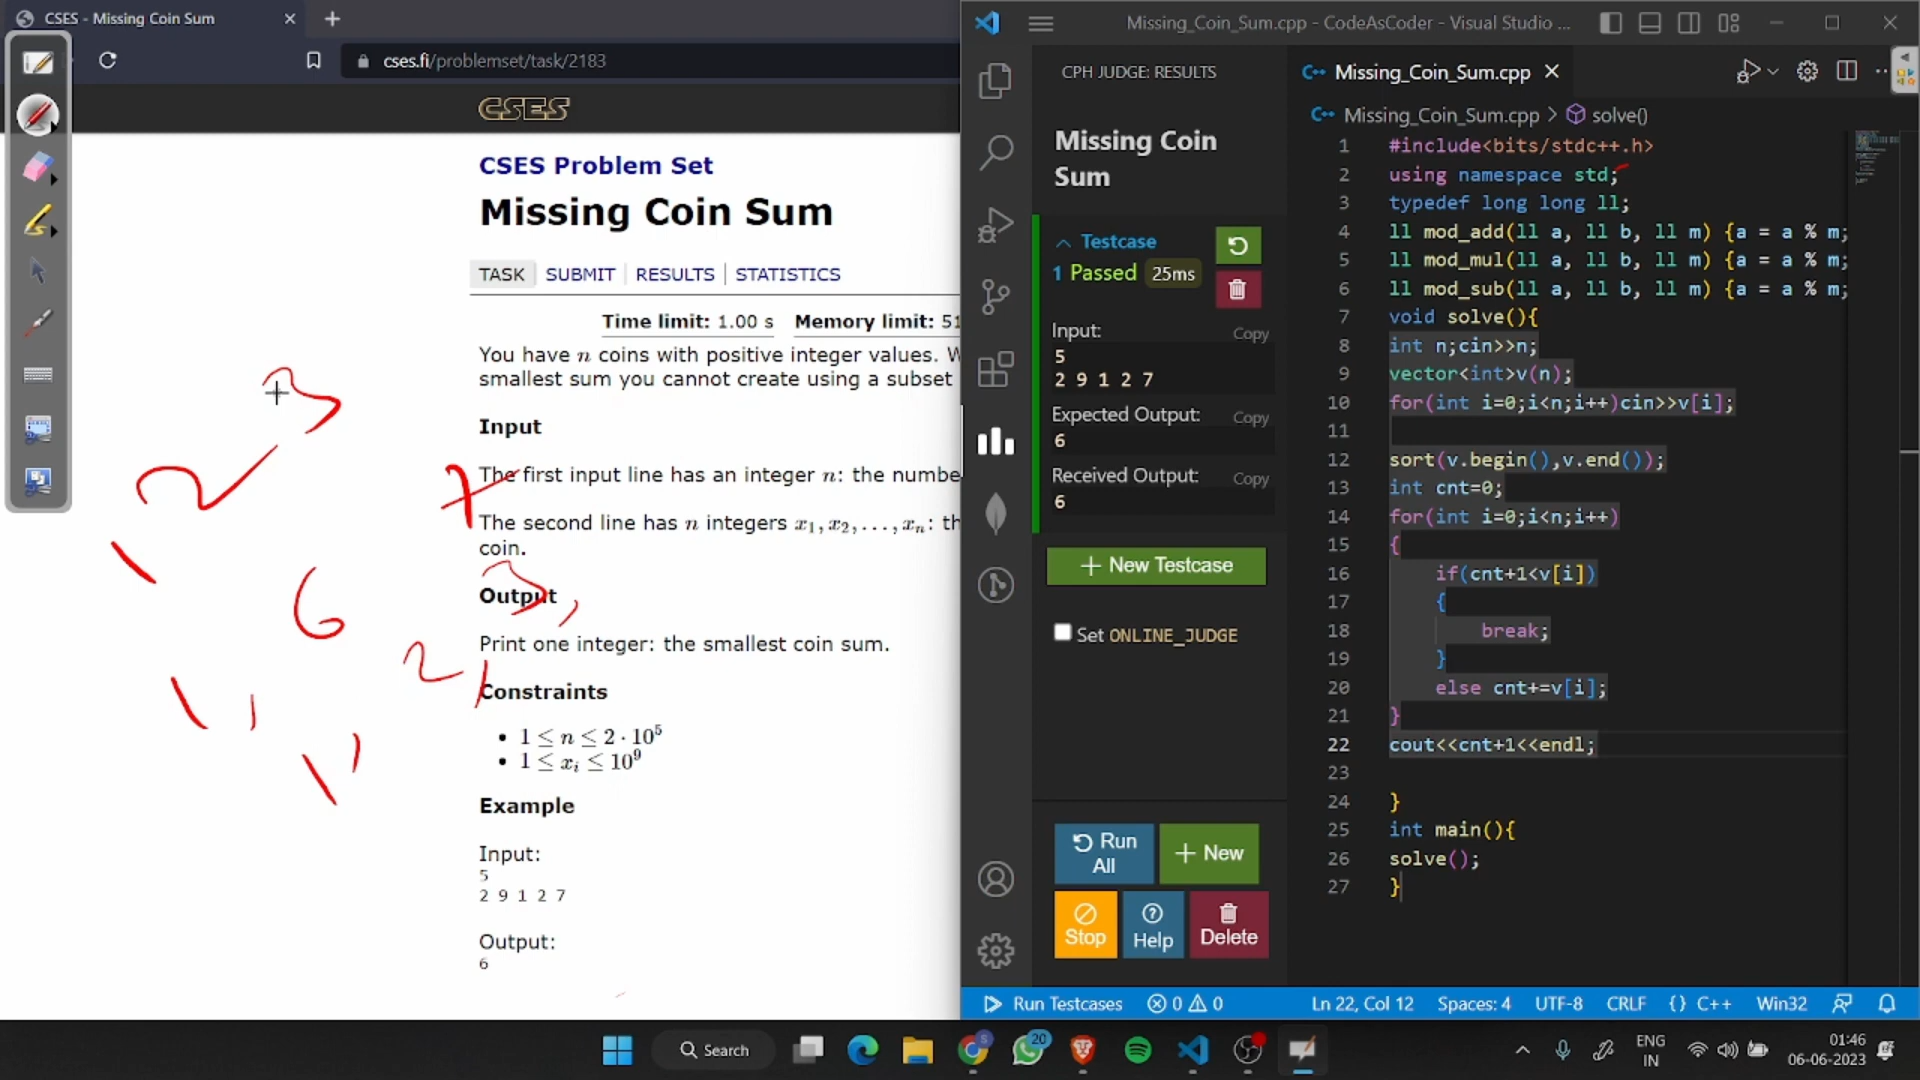 CSES - Missing Coin Sum
cses.fi/problemset/task/2183
CSES
CSES Problem Set
Missing Coin Sum
TASK SUBMIT RESULTS STATISTICS
Time limit: 1.00 s Memory limit: 51
You have n coins with positive integer values. W
smallest sum you cannot create using a subset
Input
The first input line has an integer n: the numbe
The second line has n integers x1,x2,…,xn: th
coin.
Output
Print one integer: the smallest coin sum.
Constraints
1 ≤ n ≤ 2·10^5
1 ≤ xi ≤ 10^9
Example
Input:
5
2 9 1 2 7
Output:
6
3
2
7
1
6
3,
2,
1,
1,
Missing_Coin_Sum.cpp - CodeAsCoder - Visual Studio ...
CPH JUDGE: RESULTS
Missing Coin
Sum
Testcase
1 Passed 25ms
Input:
Copy
5
2 9 1 2 7
Expected Output:
Copy
6
Received Output:
Copy
6
+ New Testcase
Set ONLINE_JUDGE
Run All
+ New
Stop
Help
Delete
Missing_Coin_Sum.cpp
Missing_Coin_Sum.cpp > solve()
1 #include<bits/stdc++.h>
2 using namespace std;
3 typedef long long ll;
4 ll mod_add(ll a, ll b, ll m) {a = a % m;
5 ll mod_mul(ll a, ll b, ll m) {a = a % m;
6 ll mod_sub(ll a, ll b, ll m) {a = a % m;
7 void solve(){
8 int n;cin>>n;
9 vector<int>v(n);
10 for(int i=0;i<n;i++)cin>>v[i];
11
12 sort(v.begin(),v.end());
13 int cnt=0;
14 for(int i=0;i<n;i++)
15 {
16 if(cnt+1<v[i])
17 {
18 break;
19 }
20 else cnt+=v[i];
21 }
22 cout<<cnt+1<<endl;
23
24 }
25 int main(){
26 solve();
27 }
Run Testcases 0 0 Ln 22, Col 12 Spaces: 4 UTF-8 CRLF {} C++ Win32
Search
20
ENG
IN
01:46
06-06-2023